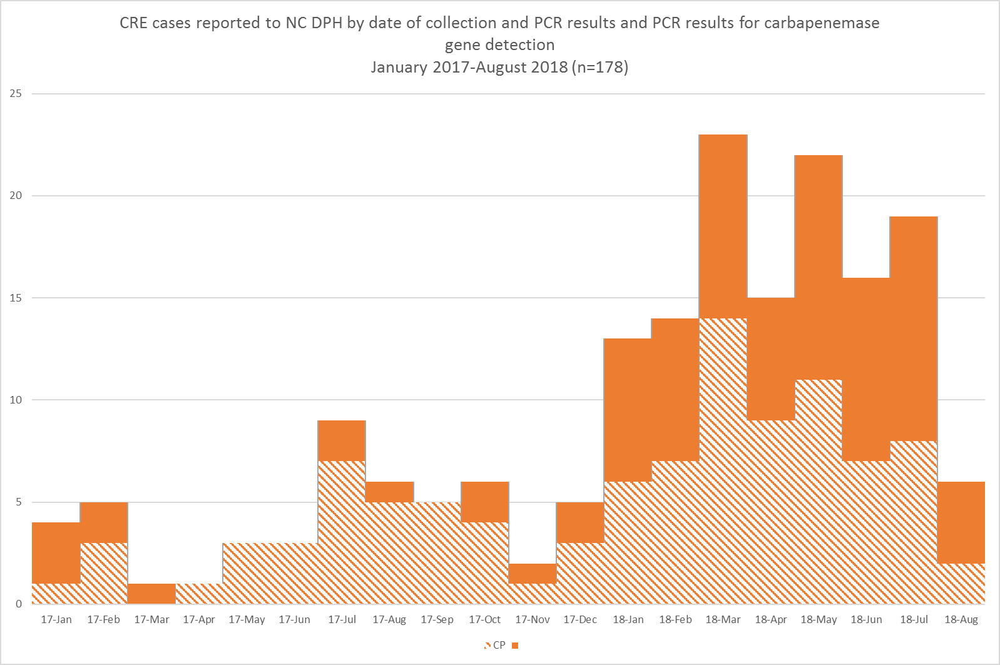 CRE cases reported to NC DPH by date of collection and PCR results and PCR results for carbapenemase
gene detection
January 2017-August 2018 (n=178)
25
20
15
10
5
0
17-Jan 17-Feb 17-Mar 17-Apr 17-May 17-Jun 17-Jul 17-Aug 17-Sep 17-Oct 17-Nov 17-Dec 18-Jan 18-Feb 18-Mar 18-Apr 18-May 18-Jun 18-Jul 18-Aug
CP